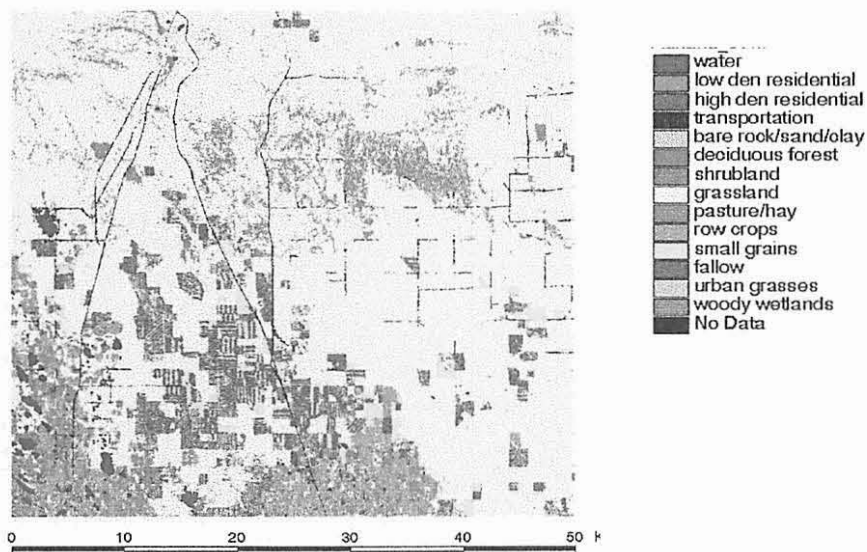 water
low den residential
high den residential
transportation
bare rock/sand/clay
deciduous forest
shrubland
grassland
pasture/hay
row crops
small grains
fallow
urban grasses
woody wetlands
No Data
0 10 20 30 40 50 k